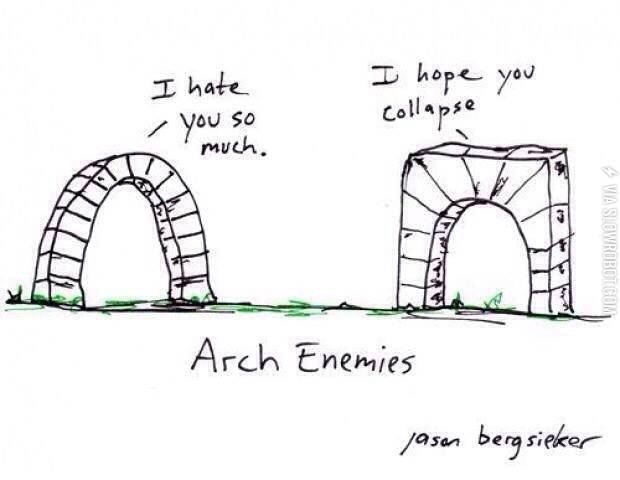 I hate
you so
much.
I hope you
collapse
Arch Enemies
jason bergsieker
VIA SLOWROBOT.COM